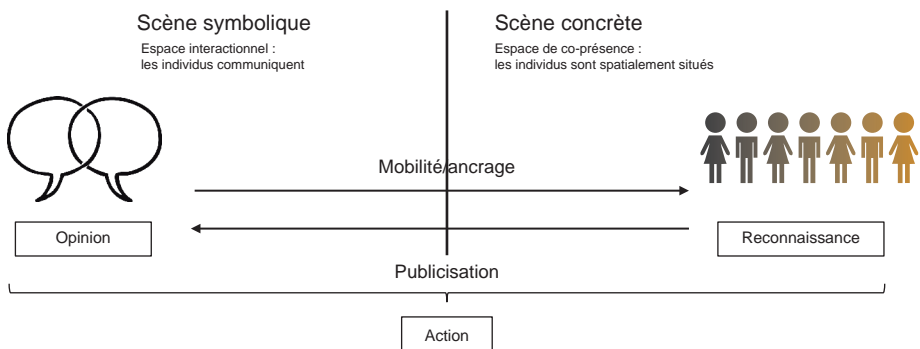 Scène symbolique
Espace interactionnel :
les individus communiquent
Scène concrète
Espace de co-présence :
les individus sont spatialement situés
Mobilité/ancrage
Opinion
Reconnaissance
Publicisation
Action